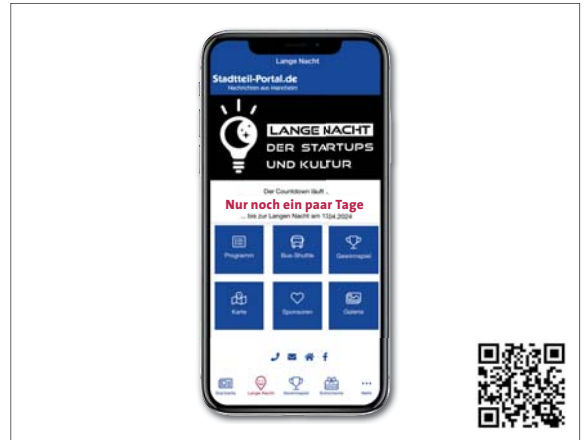 Lange Nacht
Stadtteil-Portal.de
Nachrichten aus Mannheim
LANGE NACHT
DER STARTUPS
UND KULTUR
Der Countdown läuft ..
Nur noch ein paar Tage
... bis zur Langen Nacht am 13.04.2024
Programm
Bus-Shuttle
Gewinnspiel
Karte
Sponsoren
Galerie
Startseite
Lange Nacht
Gewinnspiel
Gutscheine
Mehr